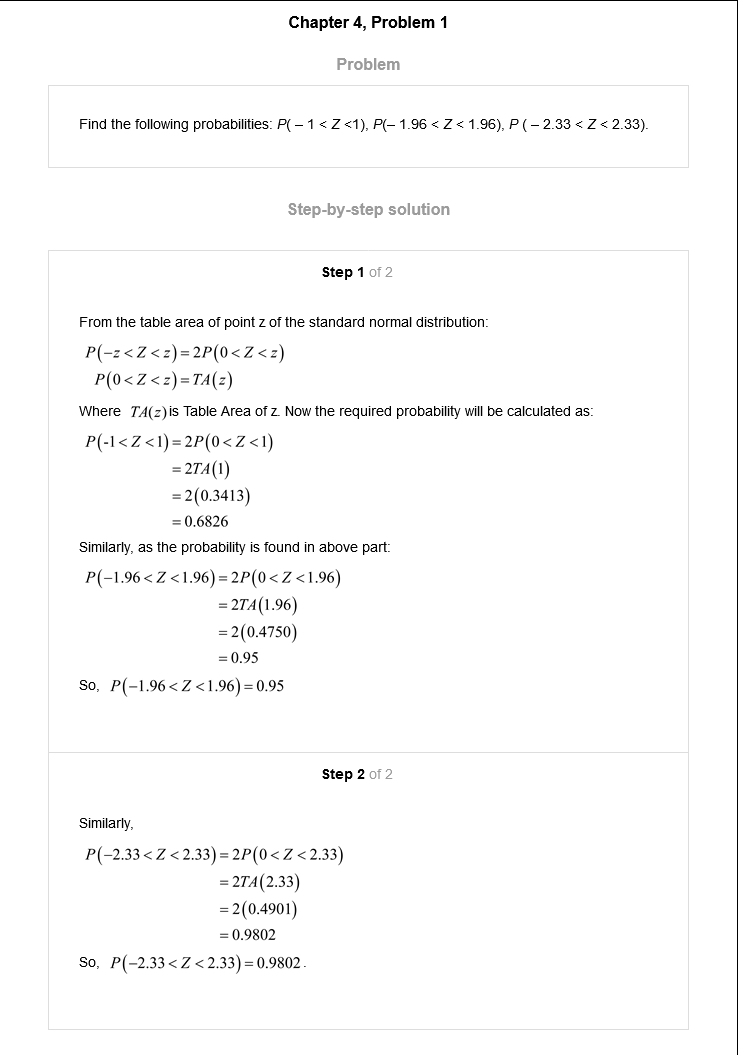 Chapter 4, Problem 1
Problem
Find the following probabilities: P( – 1 < Z <1), P(– 1.96 < Z < 1.96), P ( – 2.33 < Z < 2.33).
Step-by-step solution
Step 1 of 2
From the table area of point z of the standard normal distribution:
P(−z < Z < z) = 2P(0 < Z < z)
P(0 < Z < z) = TA(z)
Where TA(z) is Table Area of z. Now the required probability will be calculated as:
P(-1 < Z < 1) = 2P(0 < Z < 1)
= 2TA(1)
= 2(0.3413)
= 0.6826
Similarly, as the probability is found in above part:
P(−1.96 < Z < 1.96) = 2P(0 < Z < 1.96)
= 2TA(1.96)
= 2(0.4750)
= 0.95
So, P(−1.96 < Z < 1.96) = 0.95
Step 2 of 2
Similarly,
P(−2.33 < Z < 2.33) = 2P(0 < Z < 2.33)
= 2TA(2.33)
= 2(0.4901)
= 0.9802
So, P(−2.33 < Z < 2.33) = 0.9802.